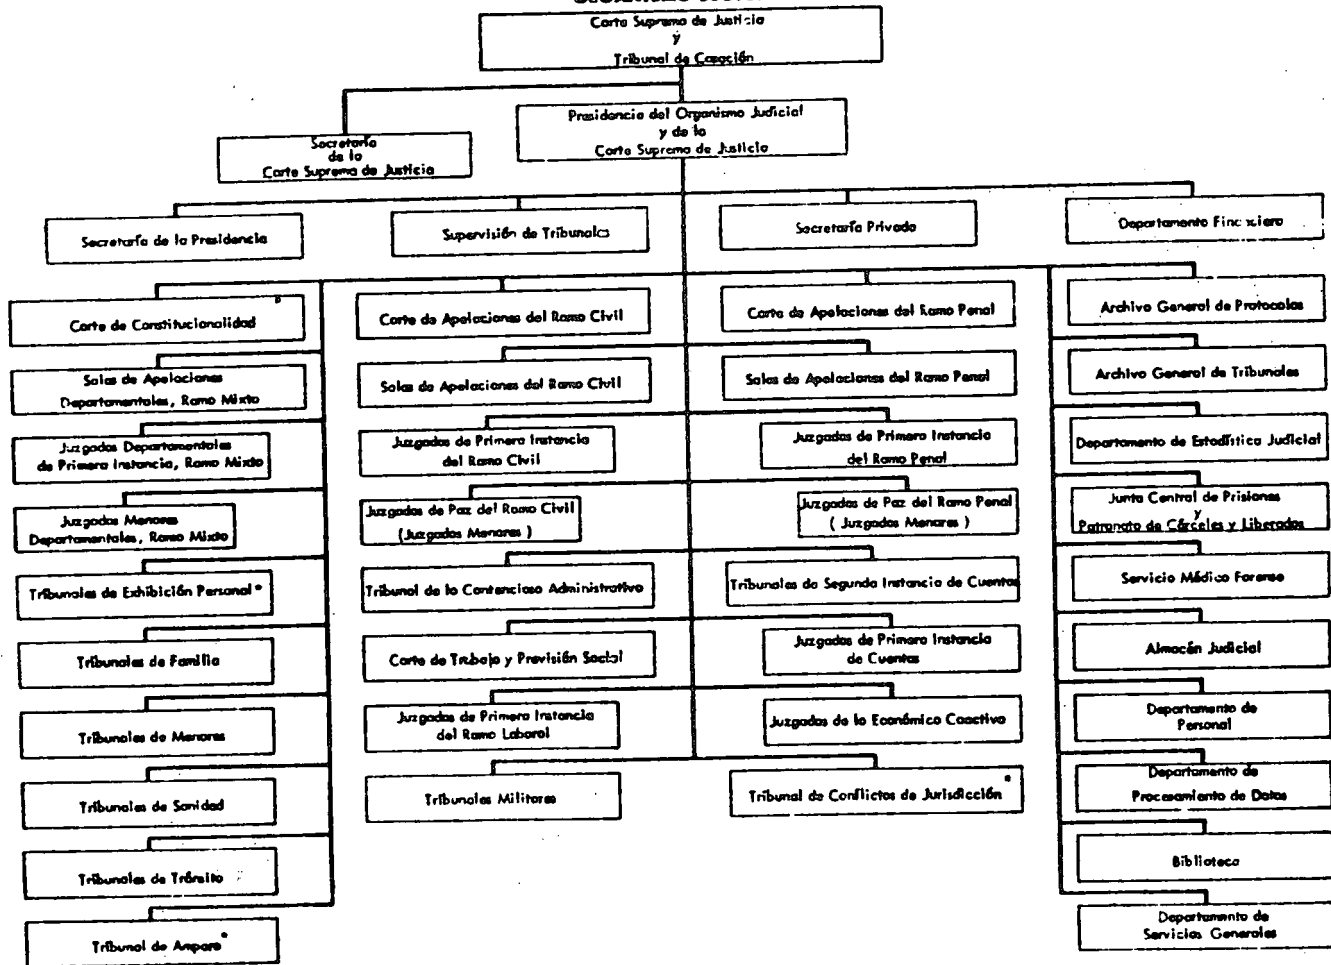 Corte Suprema de Justicia
y
Tribunal de Casación
Secretaría
de la
Corte Suprema de Justicia
Presidencia del Organismo Judicial
y de la
Corte Suprema de Justicia
Secretaría de la Presidencia
Supervisión de Tribunales
Secretaría Privada
Departamento Financiero
Corte de Constitucionalidad*
Corte de Apelaciones del Ramo Civil
Corte de Apelaciones del Ramo Penal
Archivo General de Protocolos
Salas de Apelaciones
Departamentales, Ramo Mixto
Salas de Apelaciones del Ramo Civil
Salas de Apelaciones del Ramo Penal
Archivo General de Tribunales
Juzgados Departamentales
de Primera Instancia, Ramo Mixto
Juzgados de Primera Instancia
del Ramo Civil
Juzgados de Primera Instancia
del Ramo Penal
Departamento de Estadística Judicial
Juzgados Menores
Departamentales, Ramo Mixto
Juzgados de Paz del Ramo Civil
(Juzgados Menores )
Juzgados de Paz del Ramo Penal
( Juzgados Menores )
Junta Central de Prisiones
y
Patronato de Cárceles y Liberados
Tribunales de Exhibición Personal*
Tribunal de lo Contencioso Administrativo
Tribunales de Segunda Instancia de Cuentas
Servicio Médico Forense
Tribunales de Familia
Corte de Trabajo y Previsión Social
Juzgados de Primera Instancia
de Cuentas
Almacén Judicial
Tribunales de Menores
Juzgados de Primera Instancia
del Ramo Laboral
Juzgados de lo Económico Coactivo
Departamento de
Personal
Tribunales de Sanidad
Tribunales Militares
Tribunal de Conflictos de Jurisdicción*
Departamento de
Procesamiento de Datos
Tribunales de Tránsito
Biblioteca
Tribunal de Amparo*
Departamento de
Servicios Generales